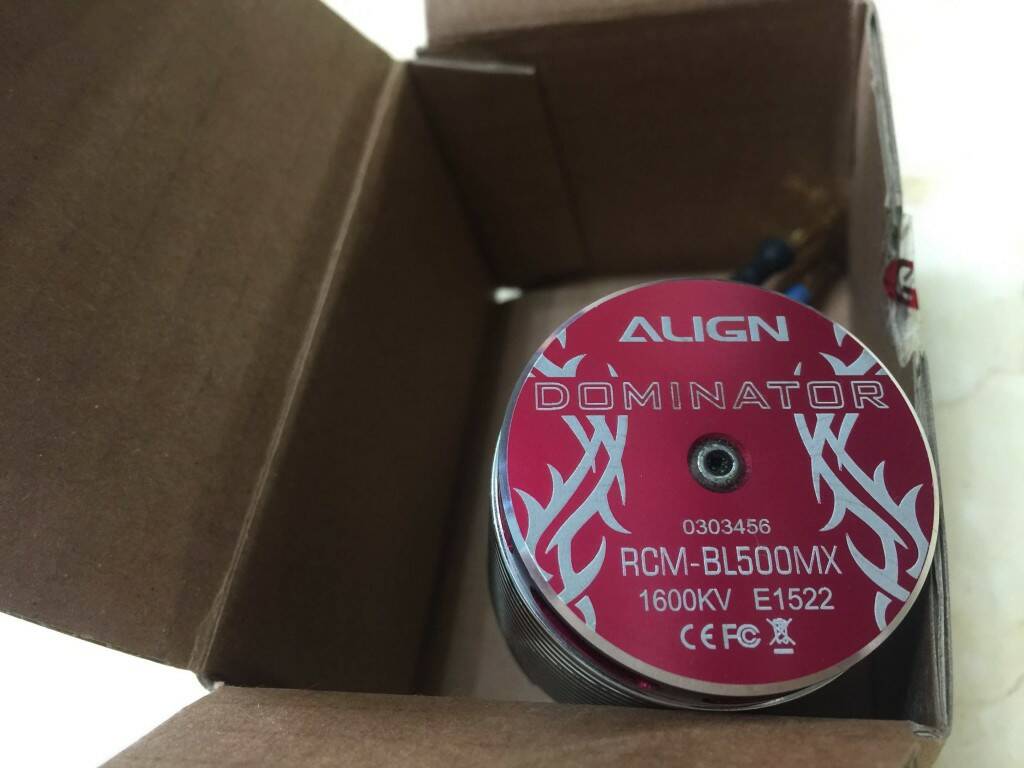 ALIGN
DOMINATOR
0303456
RCM-BL500MX
1600KV E1522
CE FC